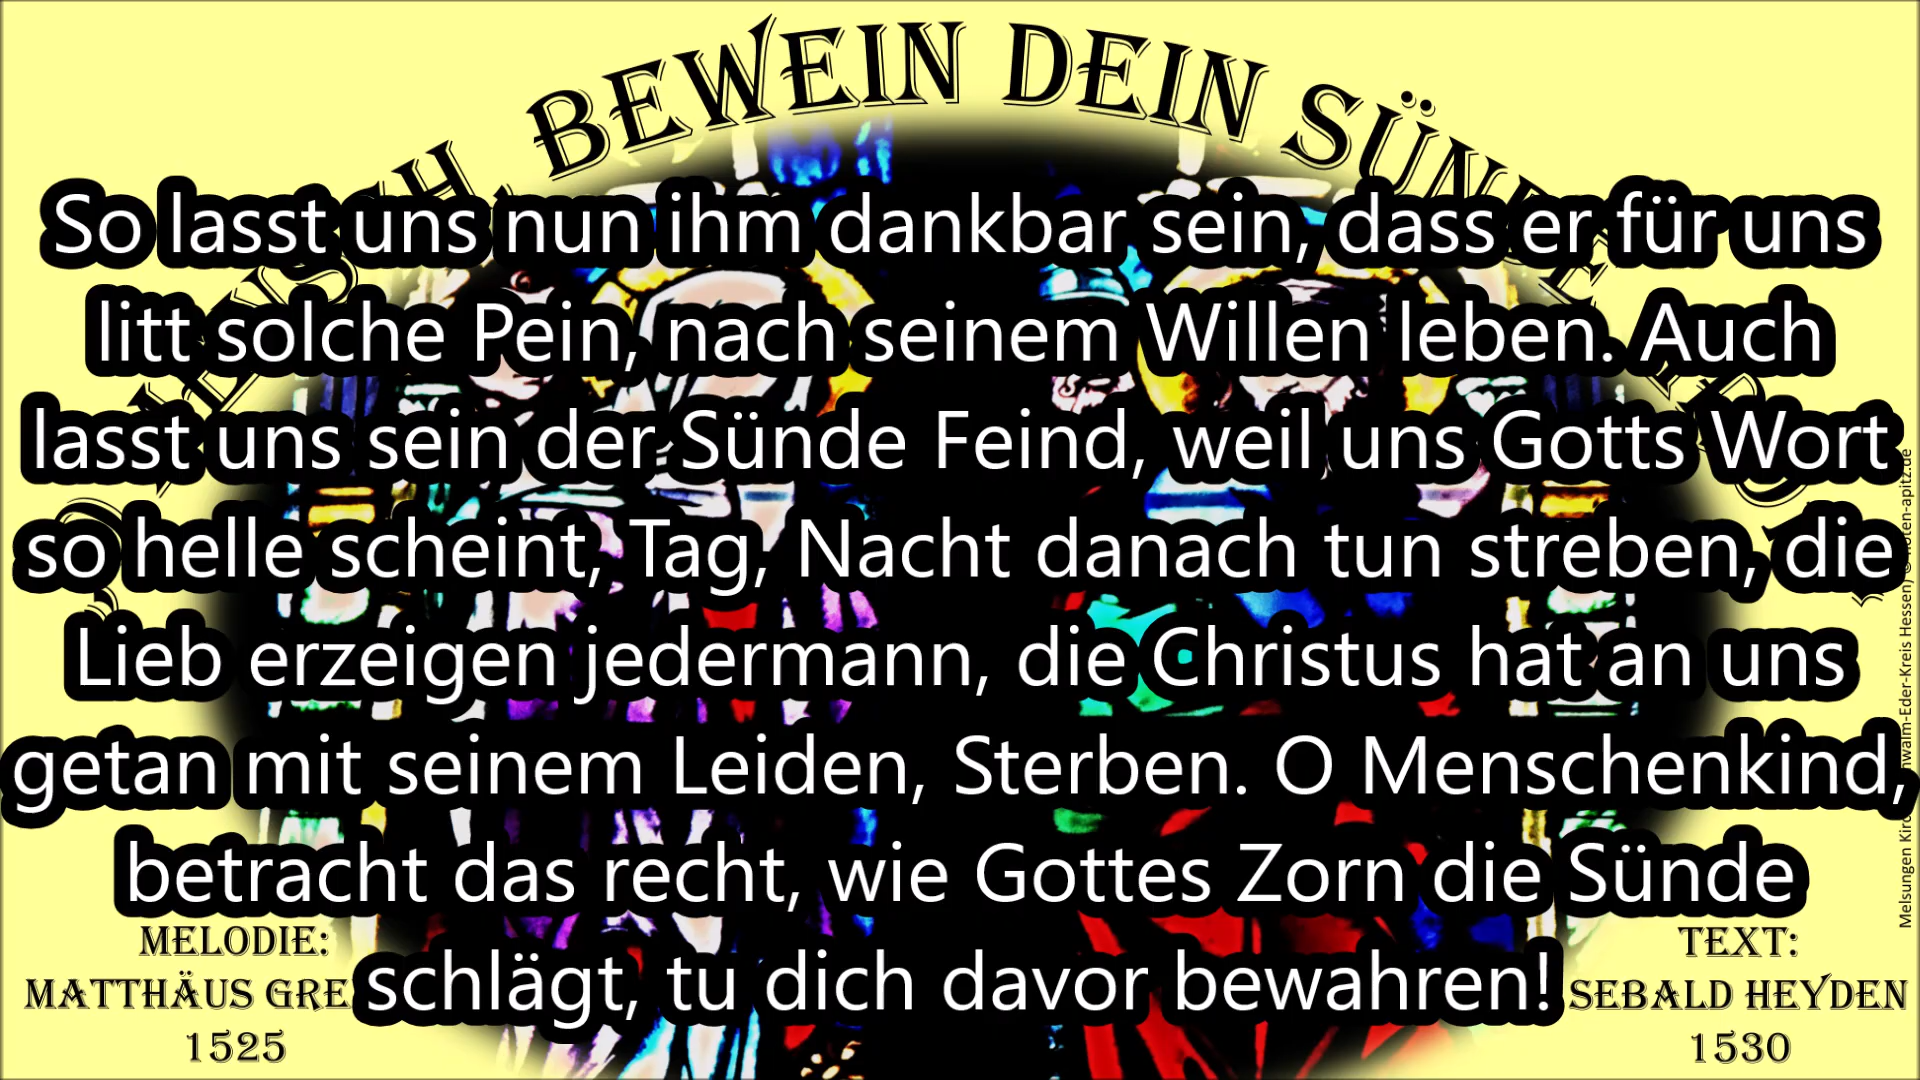 BEWEIN DEIN
So lasst uns nun ihm dankbar sein, dass er für uns
litt solche Pein, nach seinem Willen leben. Auch
lasst uns sein der Sünde Feind, weil uns Gotts Wort
so helle scheint, Tag, Nacht danach tun streben, die
Lieb erzeigen jedermann, die Christus hat an uns
getan mit seinem Leiden, Sterben. O Menschenkind,
betracht das recht, wie Gottes Zorn die Sünde
schlägt, tu dich davor bewahren!
MELODIE:
MATTHÄUS GRE
1525
TEXT:
SEBALD HEYDEN
1530
Melsungen